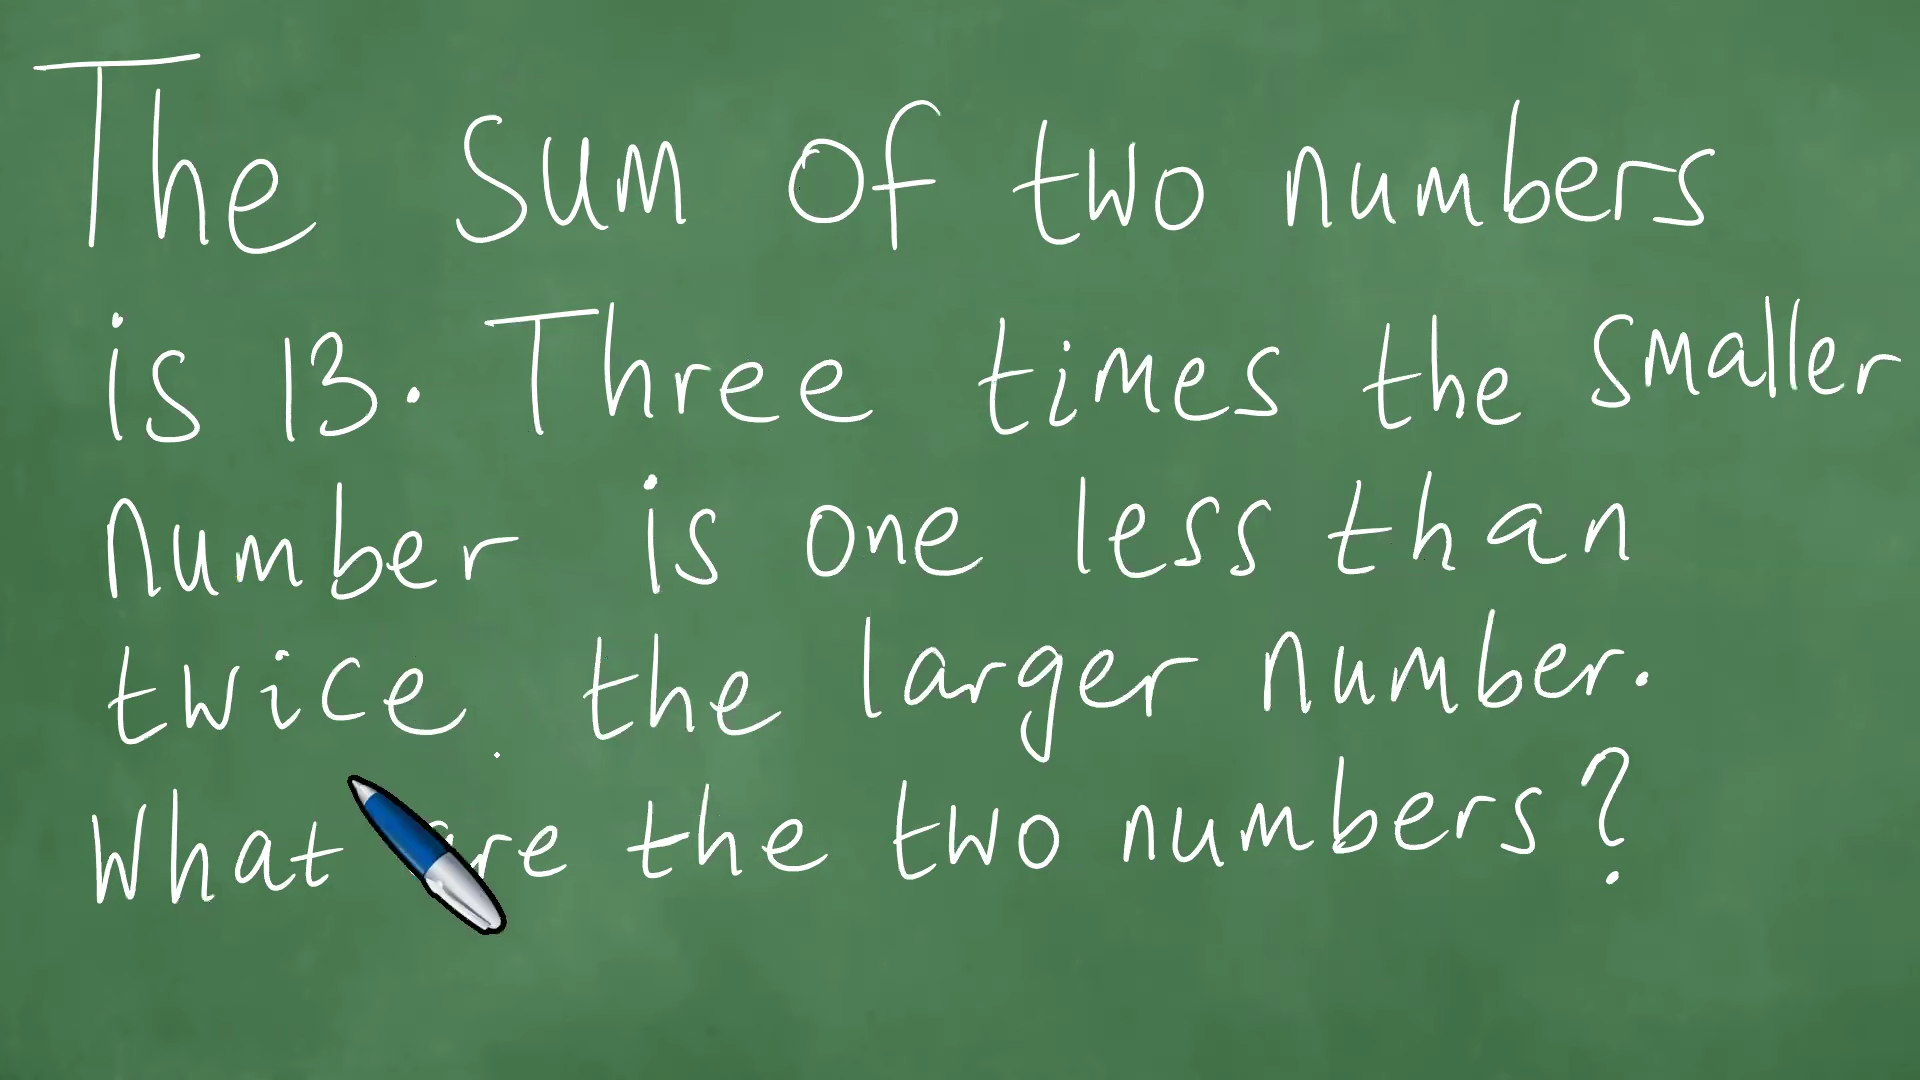 The sum of two numbers
is 13. Three times the smaller
number is one less than
twice the larger number.
What are the two numbers?